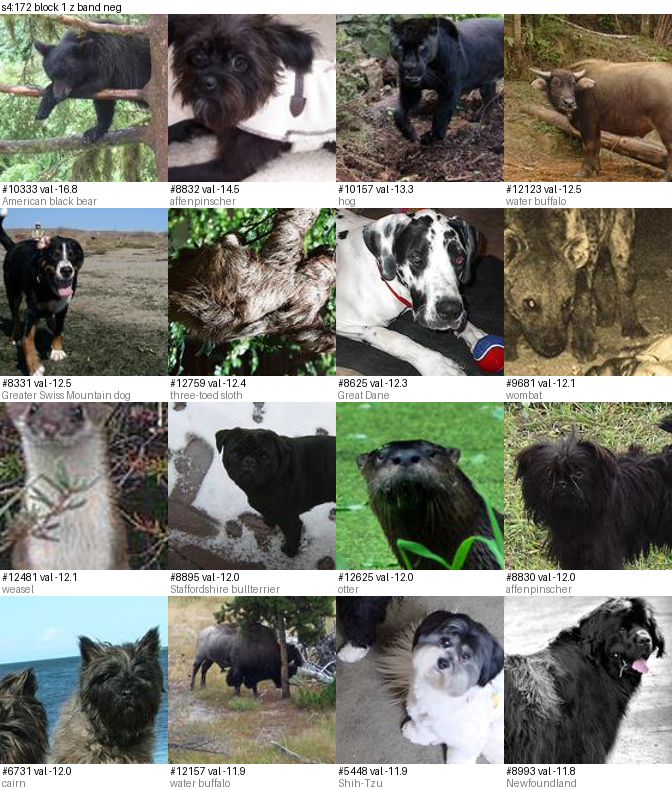 s4:172 block 1 z band neg
#10333 val -16.8
American black bear
#8832 val -14.5
affenpinscher
#10157 val -13.3
hog
#12123 val -12.5
water buffalo
#8331 val -12.5
Greater Swiss Mountain dog
#12759 val -12.4
three-toed sloth
#8625 val -12.3
Great Dane
#9681 val -12.1
wombat
#12481 val -12.1
weasel
#8895 val -12.0
Staffordshire bullterrier
#12625 val -12.0
otter
#8830 val -12.0
affenpinscher
#6731 val -12.0
cairn
#12157 val -11.9
water buffalo
#5448 val -11.9
Shih-Tzu
#8993 val -11.8
Newfoundland